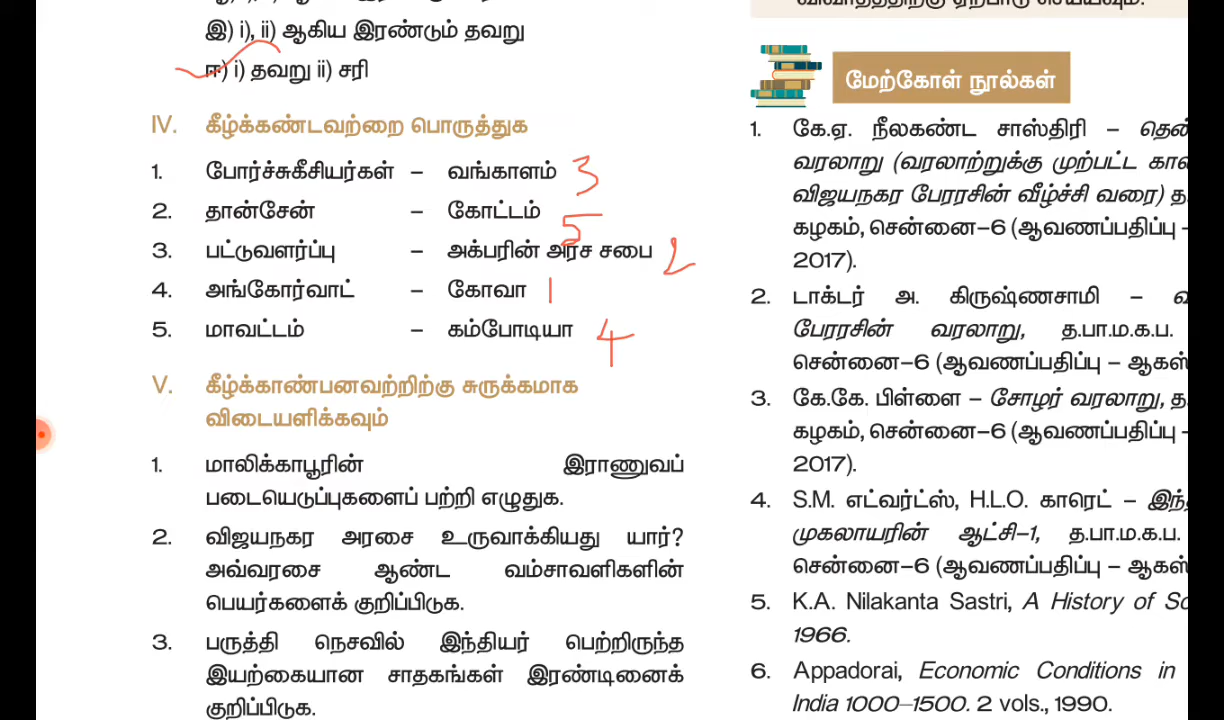 இ) i), ii) ஆகிய இரண்டும் தவறு
ஈ) i) தவறு ii) சரி
IV. கீழ்க்கண்டவற்றை பொருத்துக
1. போர்ச்சுகீசியர்கள் – வங்காளம் 3
2. தான்சேன் – கோட்டம் 5
3. பட்டுவளர்ப்பு – அக்பரின் அரச சபை 2
4. அங்கோர்வாட் – கோவா 1
5. மாவட்டம் – கம்போடியா 4
V. கீழ்க்காண்பனவற்றிற்கு சுருக்கமாக
விடையளிக்கவும்
1. மாலிக்காபூரின் இராணுவப்
படையெடுப்புகளைப் பற்றி எழுதுக.
2. விஜயநகர அரசை உருவாக்கியது யார்?
அவ்வரசை ஆண்ட வம்சாவளிகளின்
பெயர்களைக் குறிப்பிடுக.
3. பருத்தி நெசவில் இந்தியர் பெற்றிருந்த
இயற்கையான சாதகங்கள் இரண்டினைக்
குறிப்பிடுக.
மேற்கோள் நூல்கள்
1. கே.ஏ. நீலகண்ட சாஸ்திரி – தென்
வரலாறு (வரலாற்றுக்கு முற்பட்ட கால
விஜயநகர பேரரசின் வீழ்ச்சி வரை) த
கழகம், சென்னை–6 (ஆவணப்பதிப்பு –
2017).
2. டாக்டர் அ. கிருஷ்ணசாமி –
பேரரசின் வரலாறு, த.பா.ம.க.ப.
சென்னை–6 (ஆவணப்பதிப்பு – ஆகஸ்
3. கே.கே. பிள்ளை – சோழர் வரலாறு, த
கழகம், சென்னை–6 (ஆவணப்பதிப்பு –
2017).
4. S.M. எட்வர்ட்ஸ், H.L.O. காரெட் – இந்
முகலாயரின் ஆட்சி–1, த.பா.ம.க.ப.
சென்னை–6 (ஆவணப்பதிப்பு – ஆகஸ்
5. K.A. Nilakanta Sastri, A History of So
1966.
6. Appadorai, Economic Conditions in
India 1000–1500. 2 vols., 1990.